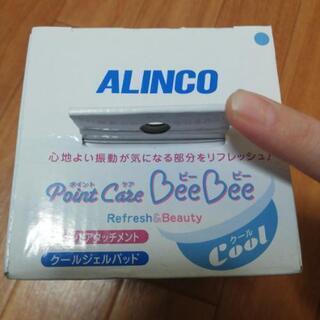 ALINCO
心地よい振動が気になる部分をリフレッシュ!
ポイント ケア ビー ビー
Point Care BeeBee
Refresh&Beauty
アタッチメント
クール
Cool
クールジェルパッド